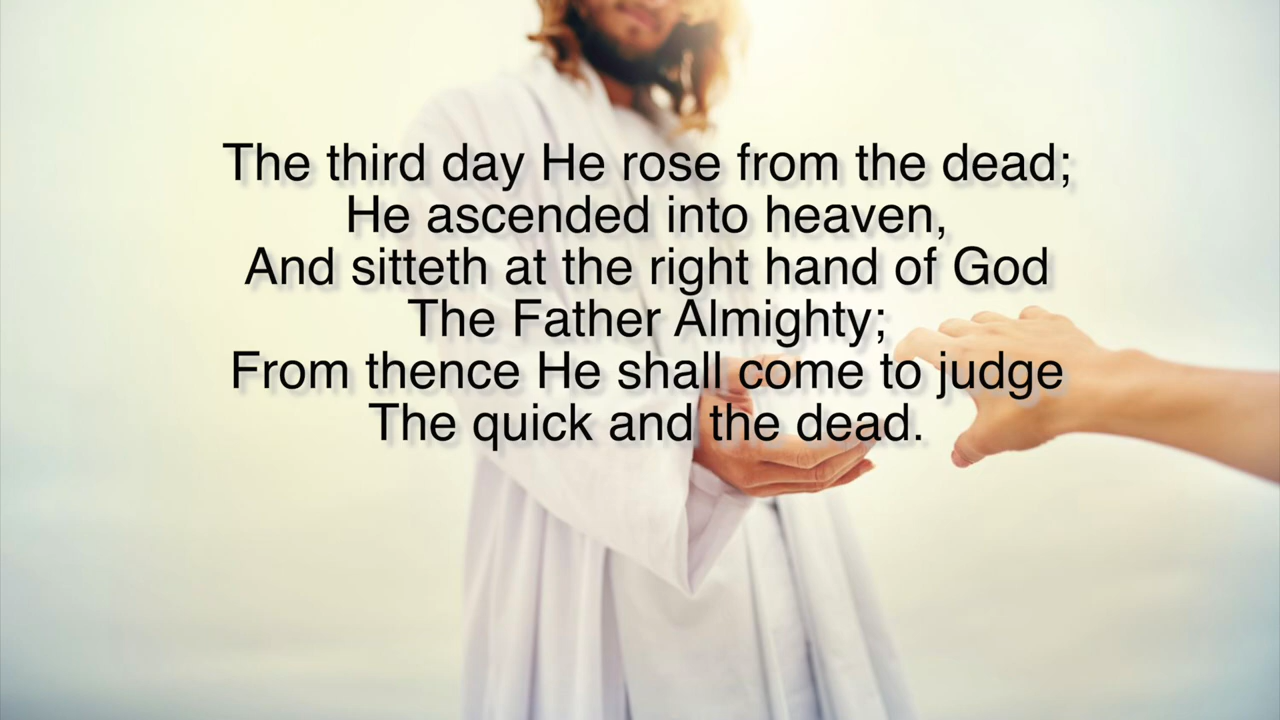 The third day He rose from the dead;
He ascended into heaven,
And sitteth at the right hand of God
The Father Almighty;
From thence He shall come to judge
The quick and the dead.